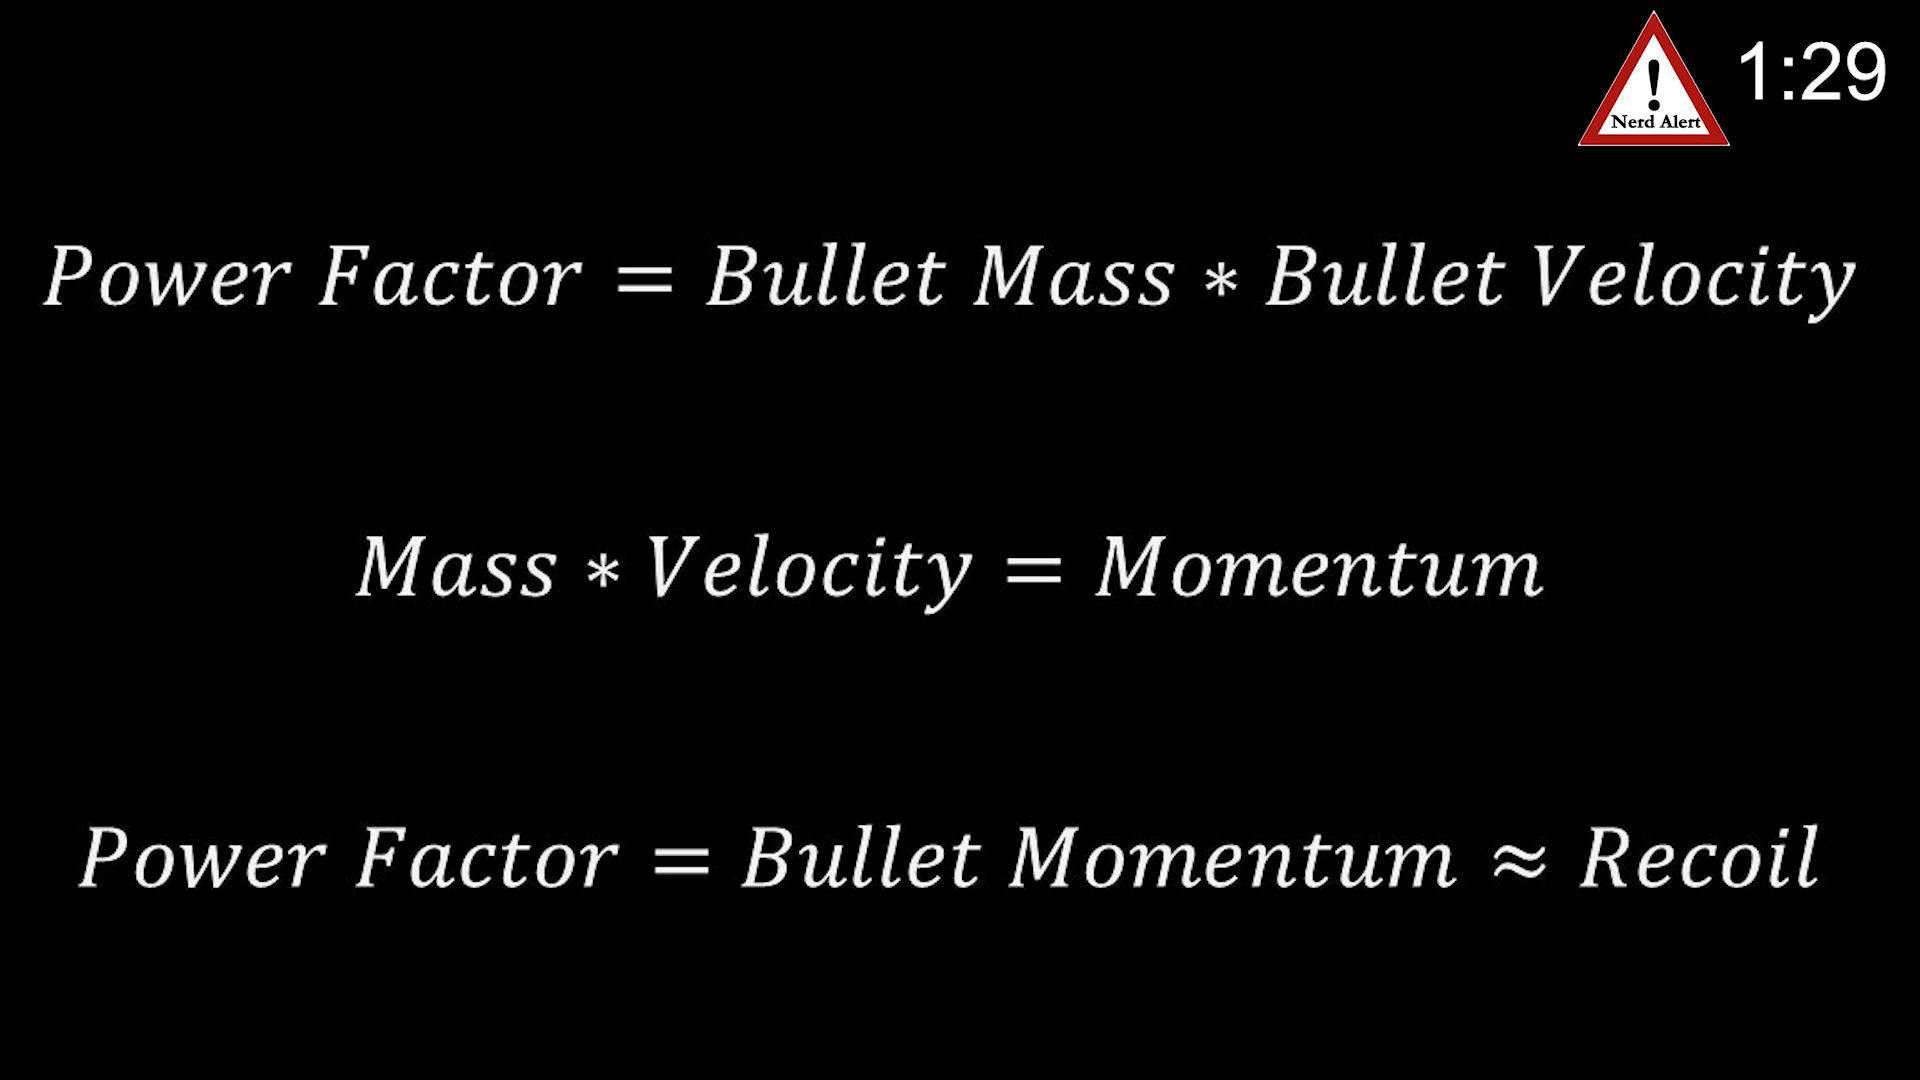 !
Nerd Alert
1:29
Power Factor = Bullet Mass * Bullet Velocity
Mass * Velocity = Momentum
Power Factor = Bullet Momentum ≈ Recoil